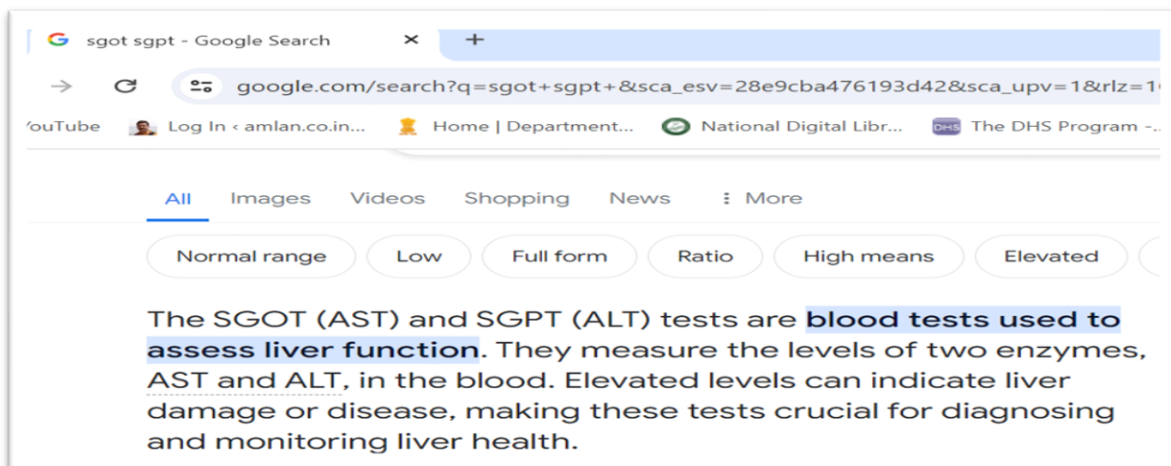 sgot sgpt - Google Search
google.com/search?q=sgot+sgpt+&sca_esv=28e9cba476193d42&sca_upv=1&rlz=1
YouTube Log In ‹ amlan.co.in... Home | Department... National Digital Libr... DHS The DHS Program -..
All Images Videos Shopping News More
Normal range Low Full form Ratio High means Elevated
The SGOT (AST) and SGPT (ALT) tests are blood tests used to
assess liver function. They measure the levels of two enzymes,
AST and ALT, in the blood. Elevated levels can indicate liver
damage or disease, making these tests crucial for diagnosing
and monitoring liver health.